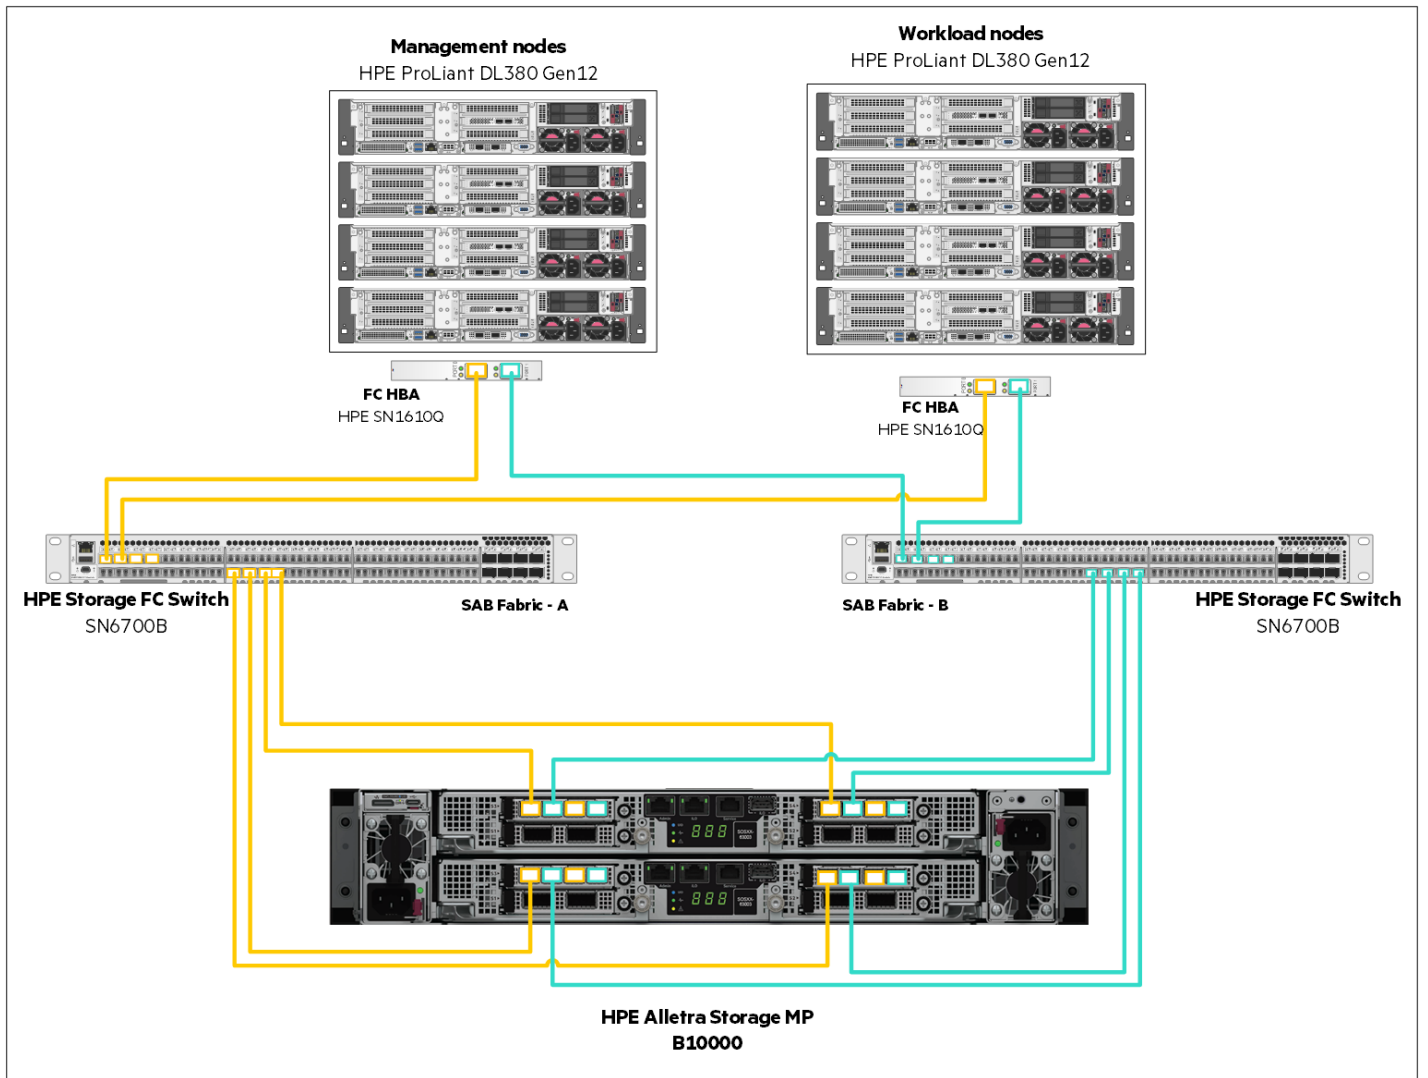 Management nodes
HPE ProLiant DL380 Gen12
Workload nodes
HPE ProLiant DL380 Gen12
FC HBA
HPE SN1610Q
FC HBA
HPE SN1610Q
HPE Storage FC Switch
SN6700B
SAB Fabric - A
SAB Fabric - B
HPE Storage FC Switch
SN6700B
HPE Alletra Storage MP
B10000